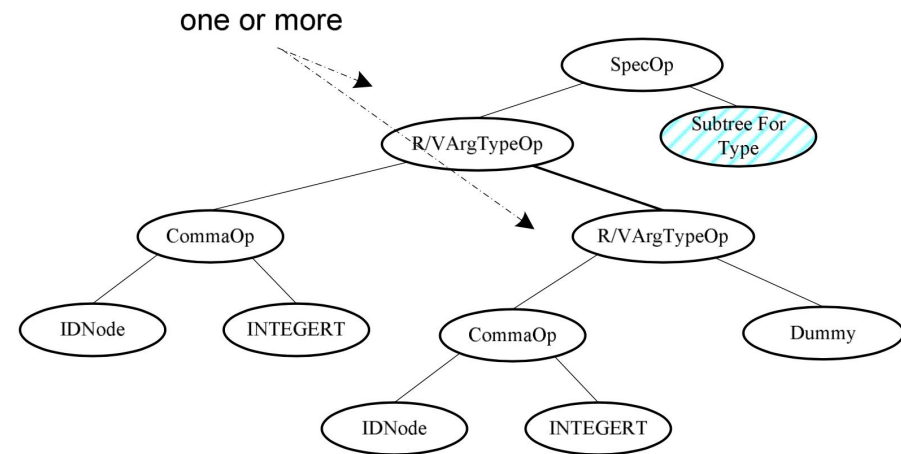 one or more
SpecOp
Subtree For
Type
R/VArgTypeOp
CommaOp
R/VArgTypeOp
IDNode
INTEGERT
CommaOp
Dummy
IDNode
INTEGERT